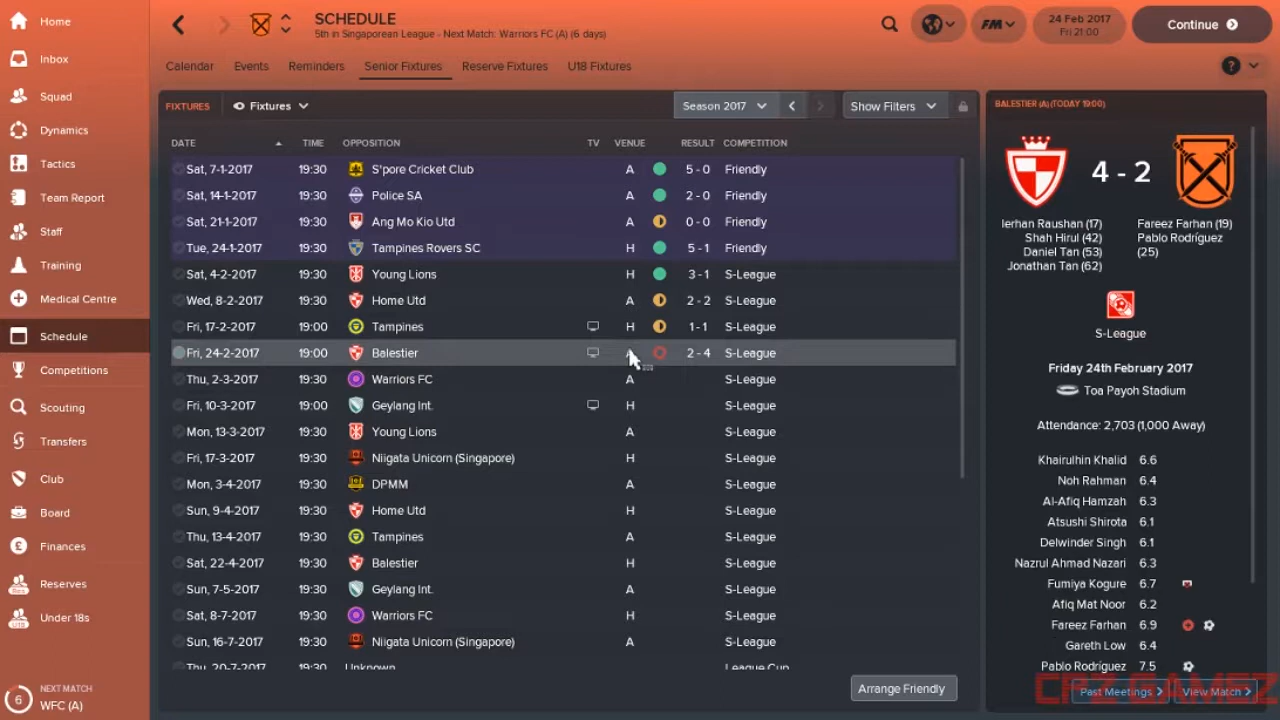 Home
Inbox
Squad
Dynamics
Tactics
Team Report
Staff
Training
Medical Centre
Schedule
Competitions
Scouting
Transfers
Club
Board
£ Finances
Reserves
Under 18s
6 NEXT MATCH
WFC (A)
SCHEDULE
5th in Singaporean League - Next Match: Warriors FC (A) (6 days)
FM
24 Feb 2017
Fri 21:00
Continue
Calendar Events Reminders Senior Fixtures Reserve Fixtures U18 Fixtures ?
FIXTURES Fixtures Season 2017 Show Filters
DATE TIME OPPOSITION TV VENUE RESULT COMPETITION
Sat, 7-1-2017 19:30 S'pore Cricket Club A 5 - 0 Friendly
Sat, 14-1-2017 19:30 Police SA A 2 - 0 Friendly
Sat, 21-1-2017 19:30 Ang Mo Kio Utd A 0 - 0 Friendly
Tue, 24-1-2017 19:30 Tampines Rovers SC H 5 - 1 Friendly
Sat, 4-2-2017 19:30 Young Lions H 3 - 1 S-League
Wed, 8-2-2017 19:30 Home Utd A 2 - 2 S-League
Fri, 17-2-2017 19:00 Tampines H 1 - 1 S-League
Fri, 24-2-2017 19:00 Balestier A 2 - 4 S-League
Thu, 2-3-2017 19:30 Warriors FC A S-League
Fri, 10-3-2017 19:00 Geylang Int. H S-League
Mon, 13-3-2017 19:30 Young Lions A S-League
Fri, 17-3-2017 19:30 Niigata Unicorn (Singapore) H S-League
Mon, 3-4-2017 19:30 DPMM A S-League
Sun, 9-4-2017 19:30 Home Utd H S-League
Thu, 13-4-2017 19:30 Tampines A S-League
Sat, 22-4-2017 19:30 Balestier H S-League
Sun, 7-5-2017 19:30 Geylang Int. A S-League
Sat, 8-7-2017 19:30 Warriors FC H S-League
Sun, 16-7-2017 19:30 Niigata Unicorn (Singapore) A S-League
Thu, 20-7-2017 19:30 Unknown League Cup
Arrange Friendly
BALESTIER (A) (TODAY 19:00)
4 - 2
Ierhan Raushan (17)
Shah Hirul (42)
Daniel Tan (53)
Jonathan Tan (62)
Fareez Farhan (19)
Pablo Rodríguez
(25)
S-League
Friday 24th February 2017
Toa Payoh Stadium
Attendance: 2,703 (1,000 Away)
Khairulhin Khalid 6.6
Noh Rahman 6.4
Al-Afiq Hamzah 6.3
Atsushi Shirota 6.1
Delwinder Singh 6.1
Nazrul Ahmad Nazari 6.3
Fumiya Kogure 6.7
Afiq Mat Noor 6.2
Fareez Farhan 6.9
Gareth Low 6.4
Pablo Rodríguez 7.5
Past Meetings > View Match >
CPZ GAMSZ